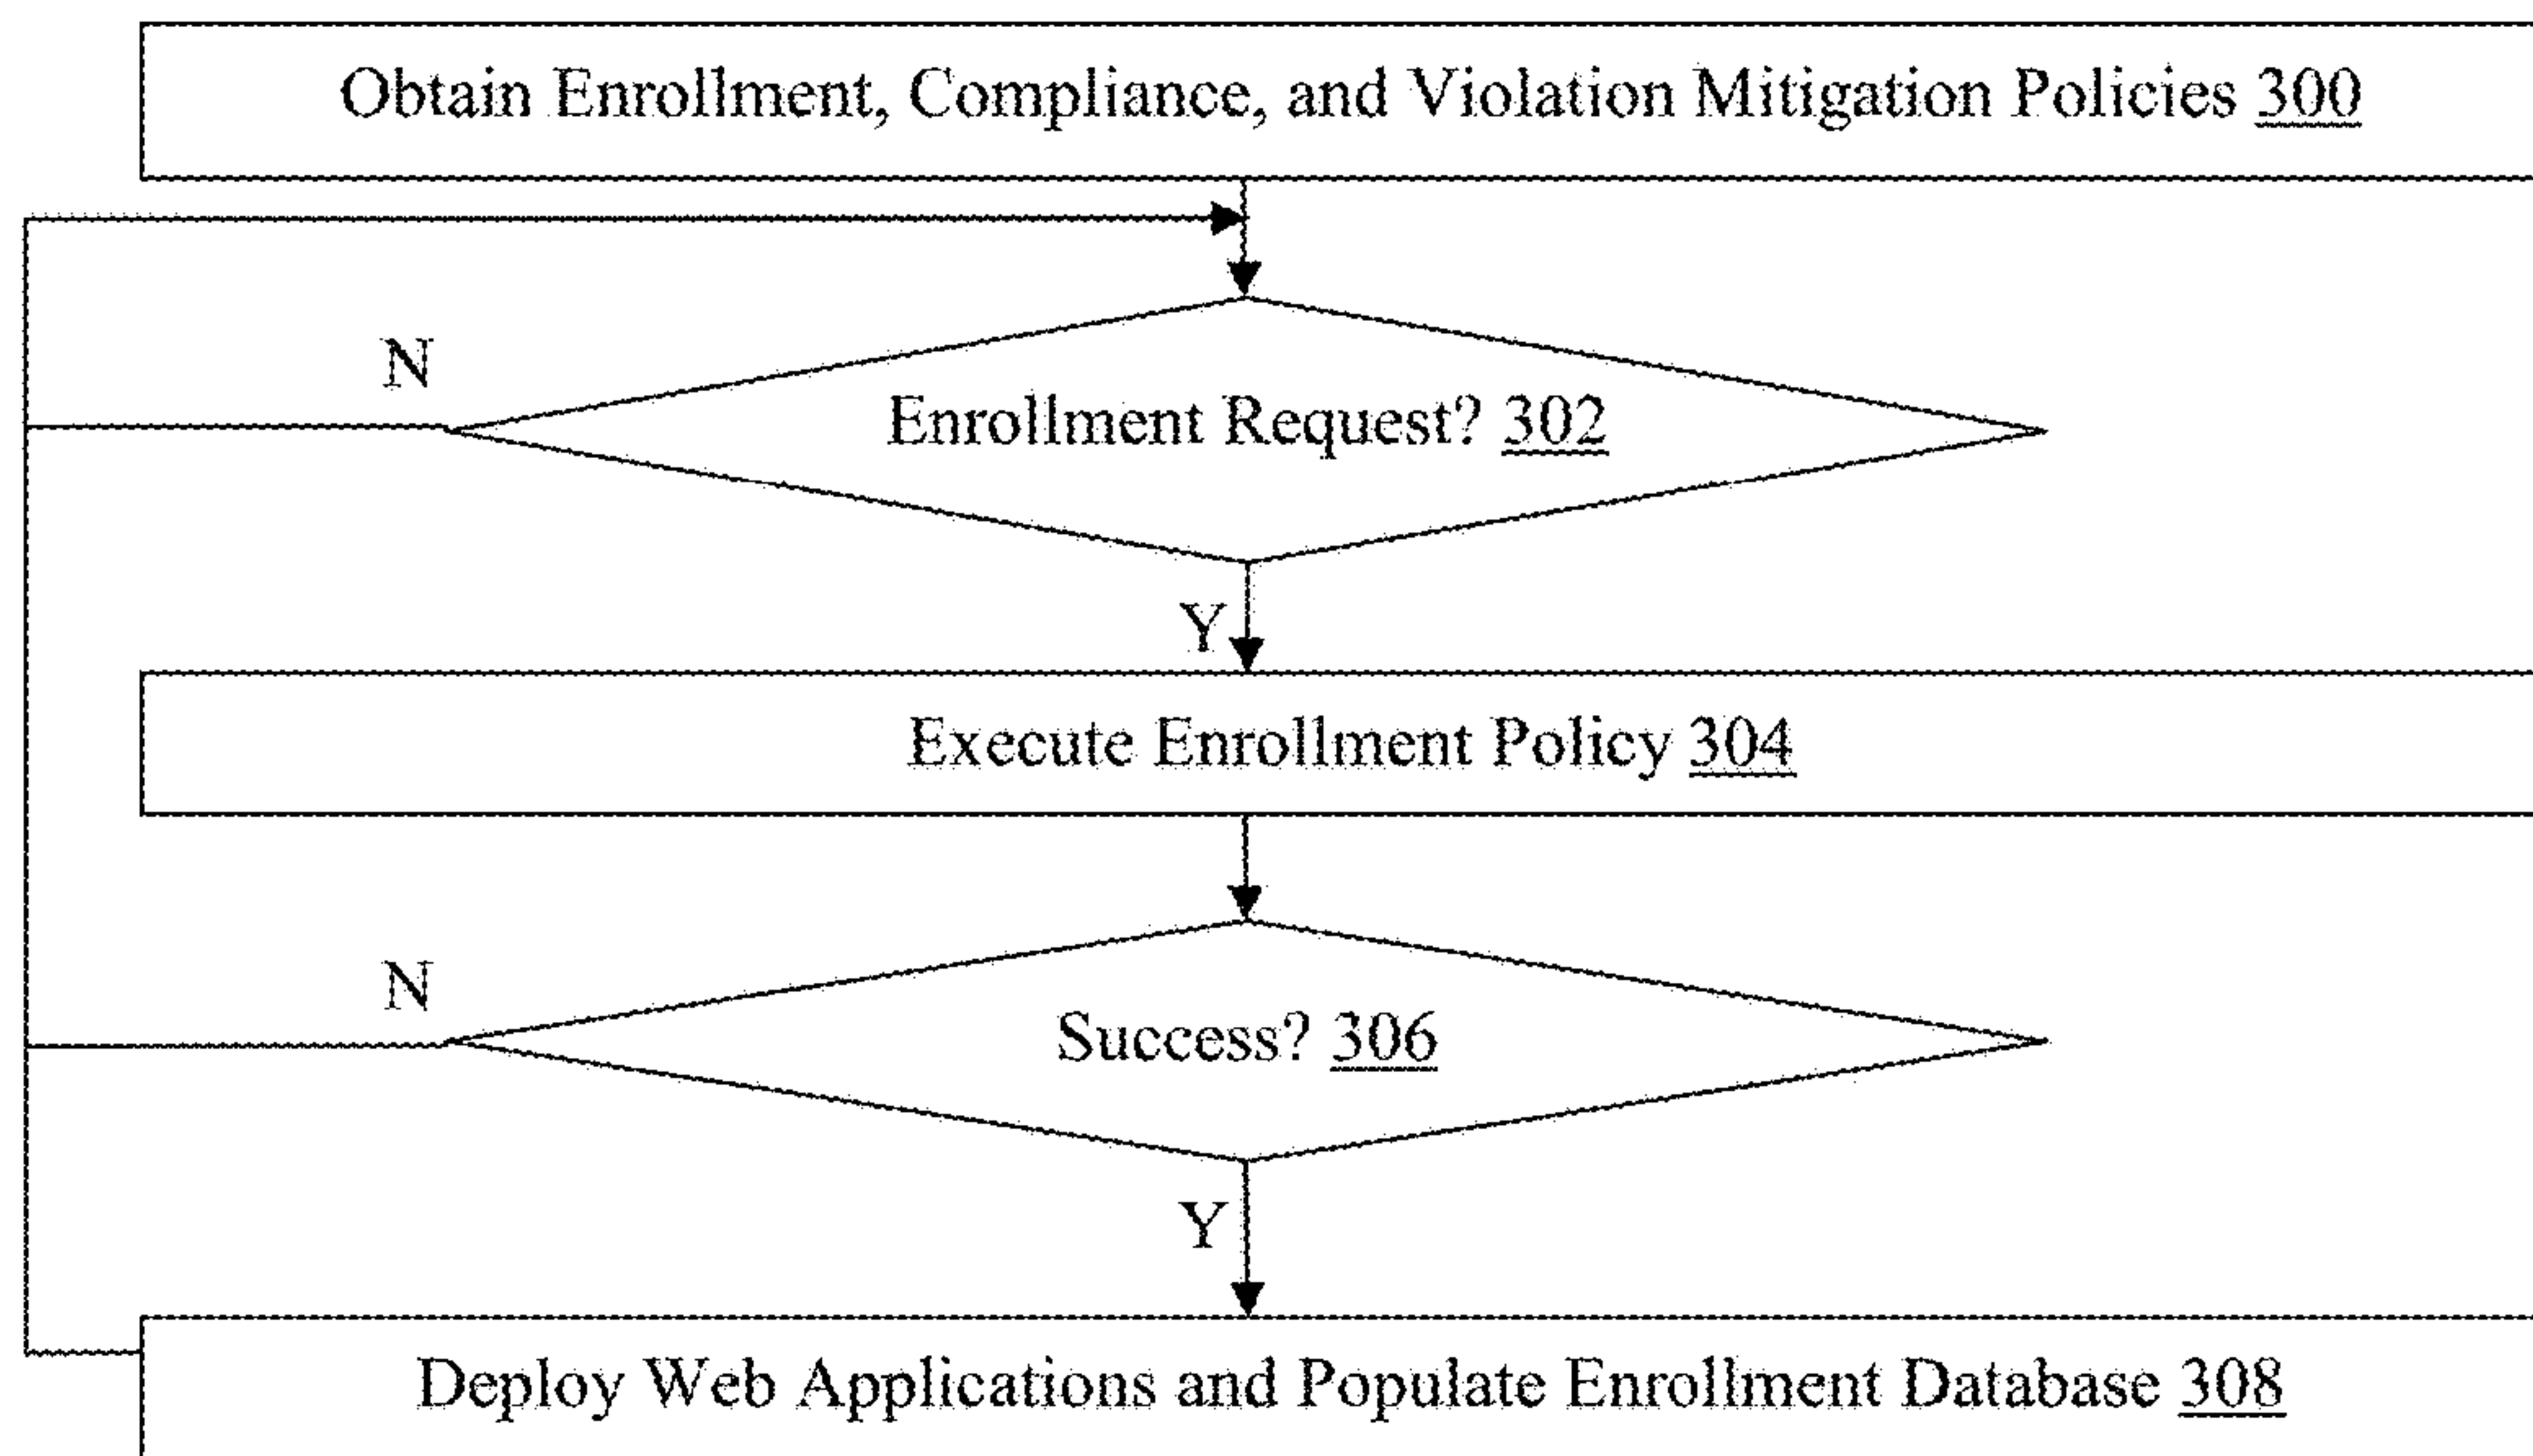 Obtain Enrollment, Compliance, and Violation Mitigation Policies 300
N
Enrollment Request? 302
Y
Execute Enrollment Policy 304
N
Success? 306
Y
Deploy Web Applications and Populate Enrollment Database 308